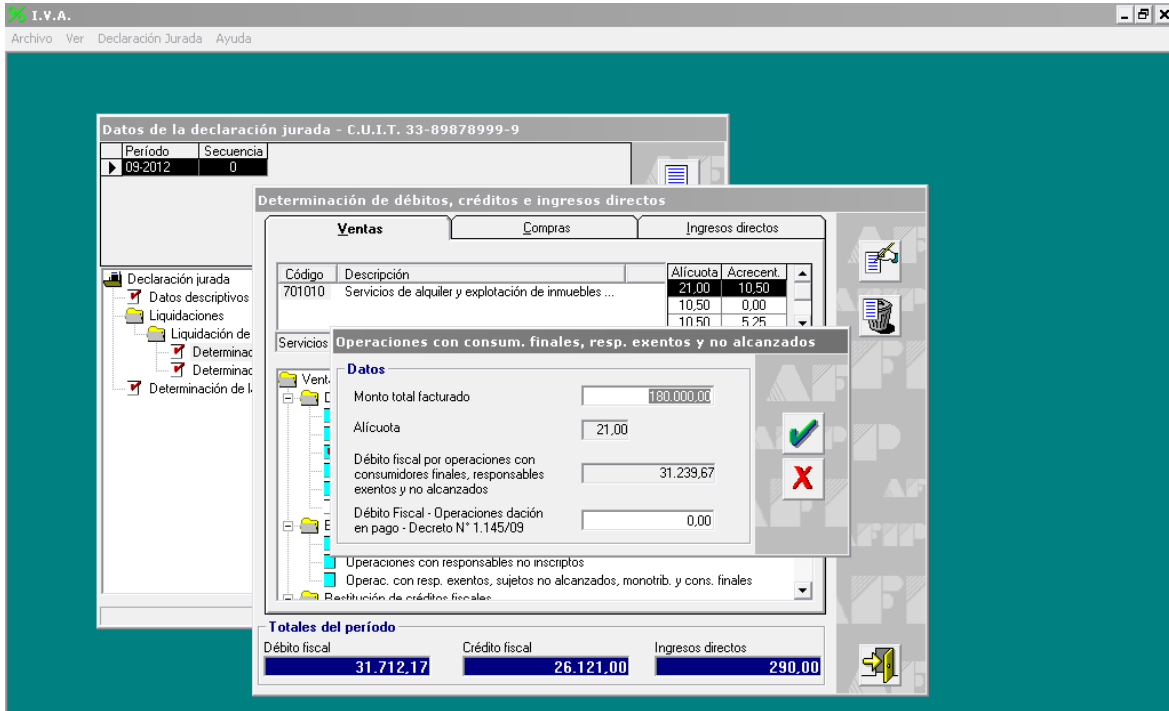 I.V.A.
Archivo Ver Declaración Jurada Ayuda
Datos de la declaración jurada - C.U.I.T. 33-89878999-9
Período Secuencia
09-2012 0
Declaración jurada
Datos descriptivos
Liquidaciones
Liquidación de
Determinac
Determinac
Determinación de l
Determinación de débitos, créditos e ingresos directos
Ventas Compras Ingresos directos
Código Descripción Alícuota Acrecent.
701010 Servicios de alquiler y explotación de inmuebles ... 21,00 10,50
10,50 0,00
10,50 5,25
Servicios
Vent
Operaciones con consum. finales, resp. exentos y no alcanzados
Datos
Monto total facturado 180.000,00
Alícuota 21,00
Débito fiscal por operaciones con
consumidores finales, responsables
exentos y no alcanzados 31.239,67
Débito Fiscal - Operaciones dación
en pago - Decreto N° 1.145/09 0,00
Operaciones con responsables no inscriptos
Operac. con resp. exentos, sujetos no alcanzados, monotrib. y cons. finales
Restitución de créditos fiscales
Totales del período
Débito fiscal Crédito fiscal Ingresos directos
31.712,17 26.121,00 290,00
AFIP